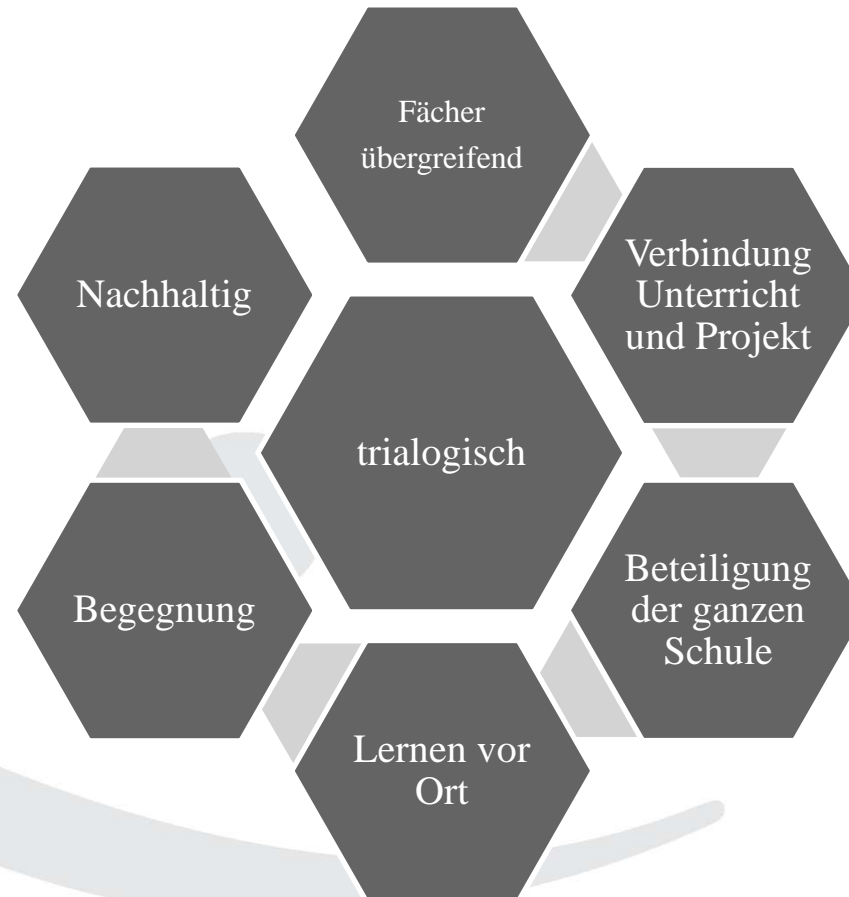 Fächer
übergreifend
Verbindung
Unterricht
und Projekt
Beteiligung
der ganzen
Schule
Lernen vor
Ort
Begegnung
Nachhaltig
trialogisch